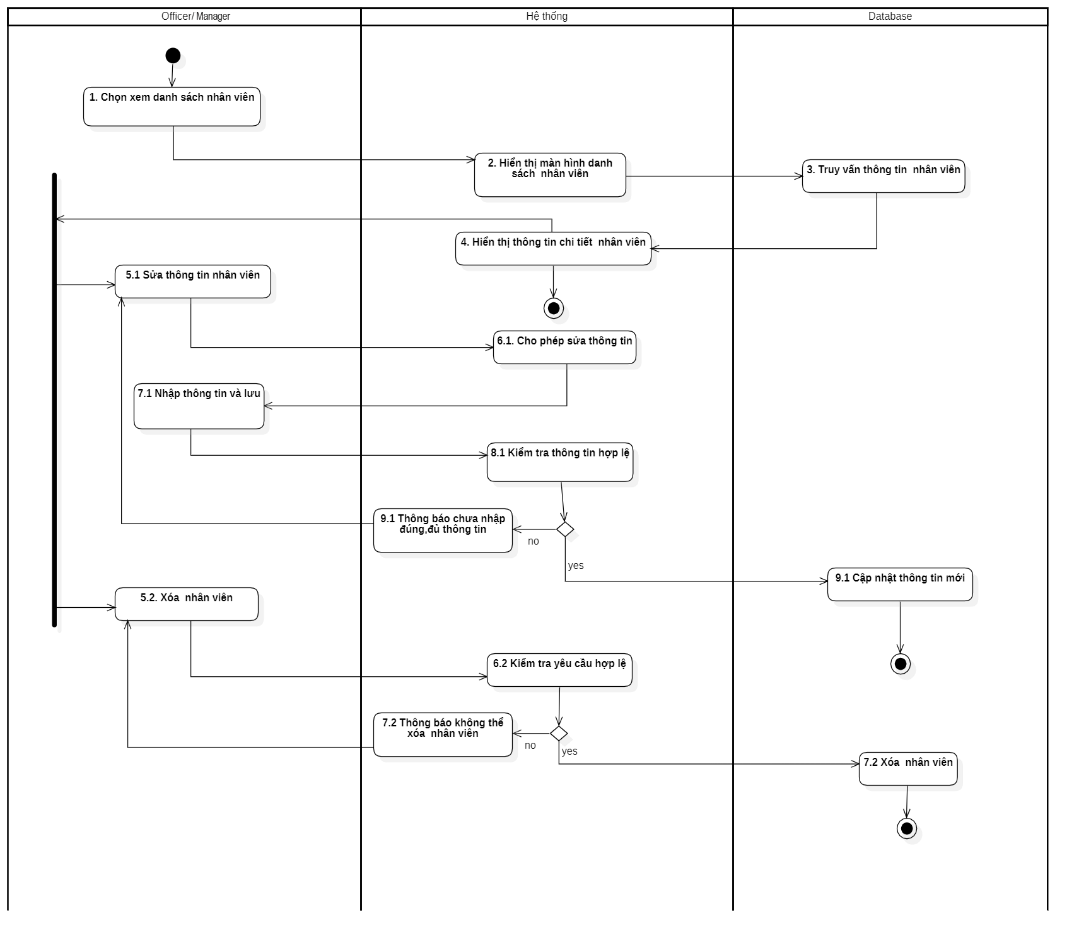 Officer/ Manager
Hệ thống
Database
1. Chọn xem danh sách nhân viên
2. Hiển thị màn hình danh
sách  nhân viên
3. Truy vấn thông tin  nhân viên
4. Hiển thị thông tin chi tiết  nhân viên
5.1 Sửa thông tin nhân viên
6.1. Cho phép sửa thông tin
7.1 Nhập thông tin và lưu
8.1 Kiểm tra thông tin hợp lệ
9.1 Thông báo chưa nhập
đúng,đủ thông tin
no
yes
9.1 Cập nhật thông tin mới
5.2. Xóa  nhân viên
6.2 Kiểm tra yêu cầu hợp lệ
7.2 Thông báo không thể
xóa  nhân viên
no
yes
7.2 Xóa  nhân viên